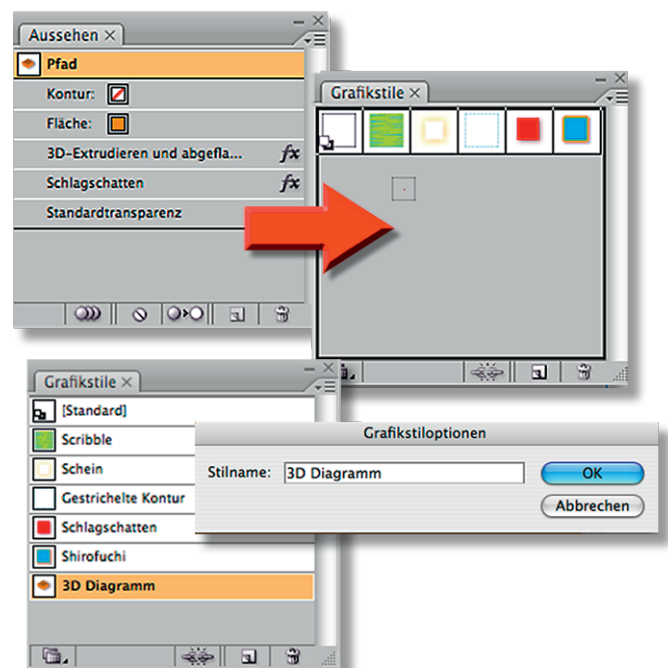 Aussehen ×
Pfad
Kontur:
Fläche:
3D-Extrudieren und abgefla... fx
Schlagschatten fx
Standardtransparenz
Grafikstile ×
Grafikstile ×
[Standard]
Scribble
Schein
Gestrichelte Kontur
Schlagschatten
Shirofuchi
3D Diagramm
Grafikstiloptionen
Stilname: 3D Diagramm
OK
Abbrechen